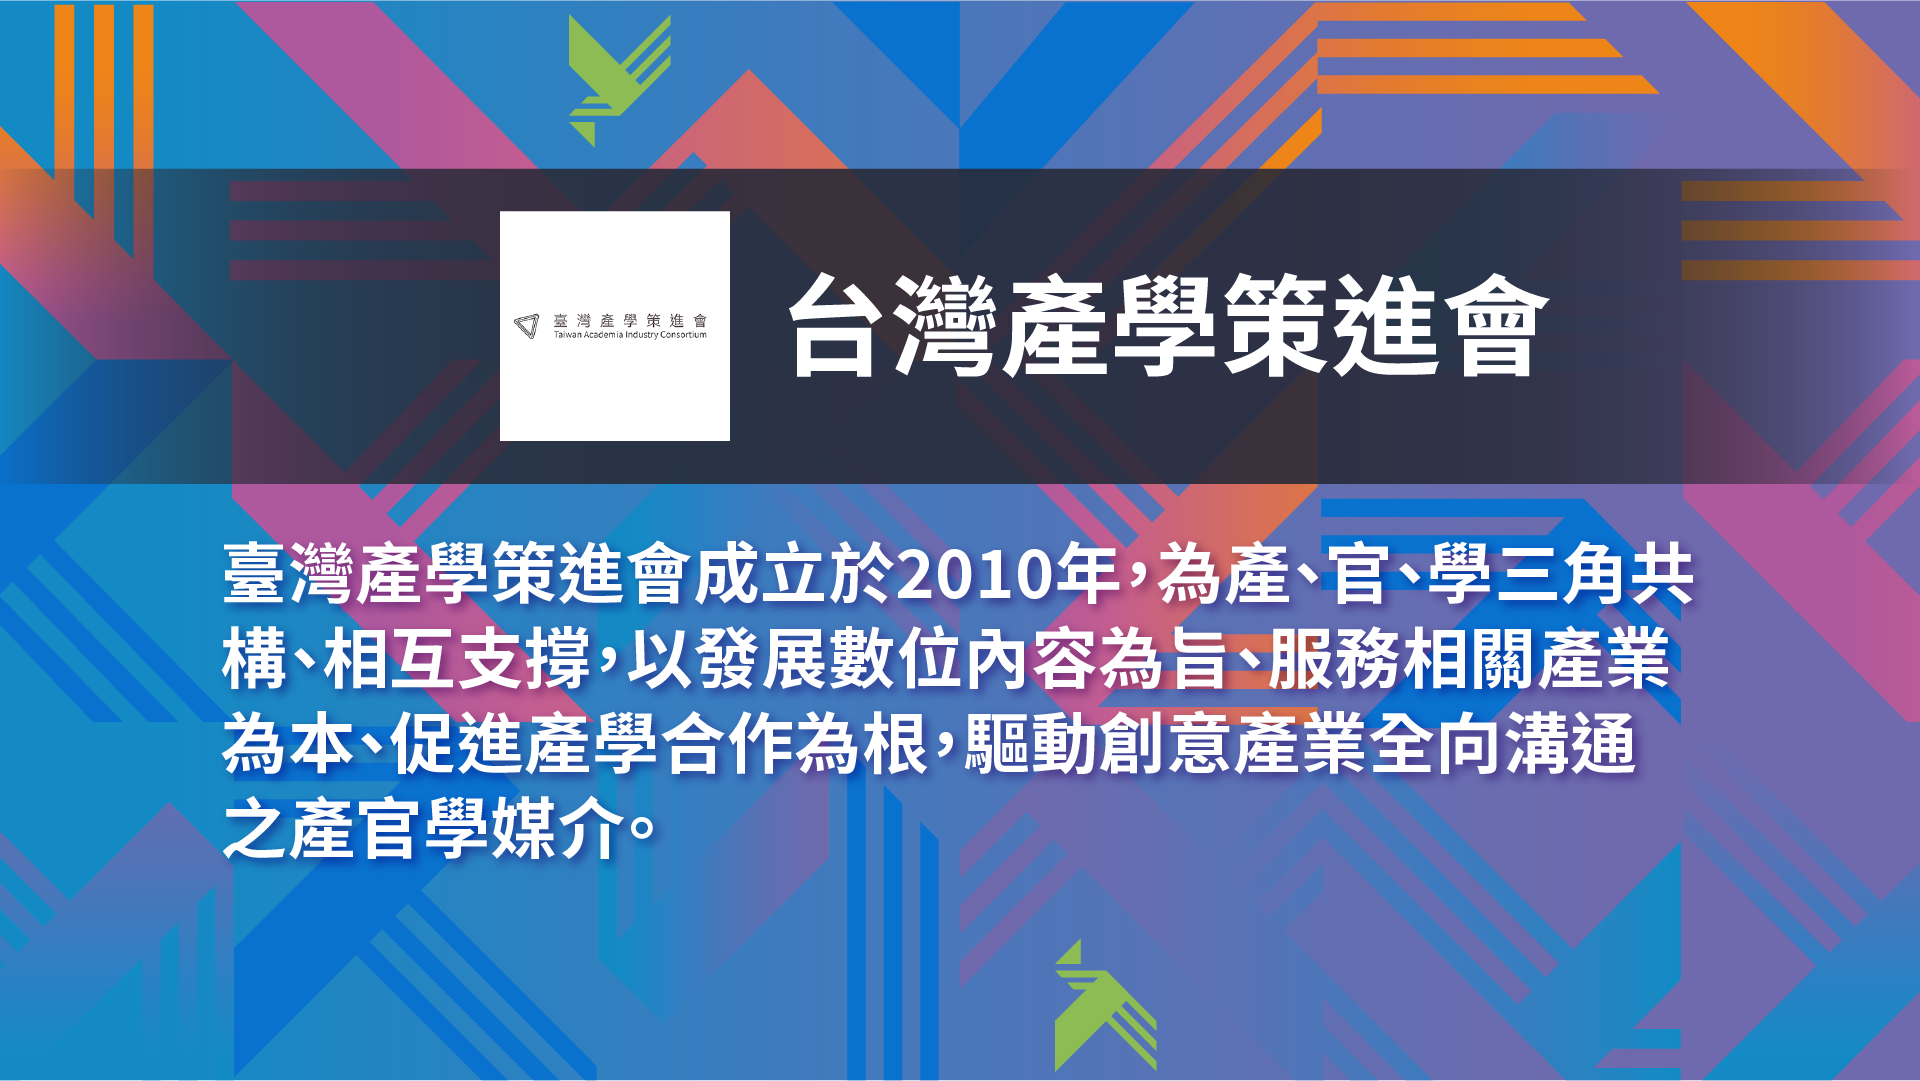 臺灣產學策進會
Taiwan Academia Industry Consortium
台灣產學策進會
臺灣產學策進會成立於2010年，為產、官、學三角共
構、相互支撐，以發展數位內容為旨、服務相關產業
為本、促進產學合作為根，驅動創意產業全向溝通
之產官學媒介。